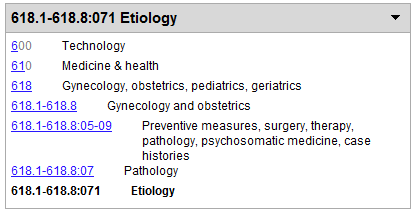 618.1-618.8:071 Etiology
600 Technology
610 Medicine & health
618 Gynecology, obstetrics, pediatrics, geriatrics
618.1-618.8 Gynecology and obstetrics
618.1-618.8:05-09 Preventive measures, surgery, therapy,
pathology, psychosomatic medicine, case
histories
618.1-618.8:07 Pathology
618.1-618.8:071 Etiology